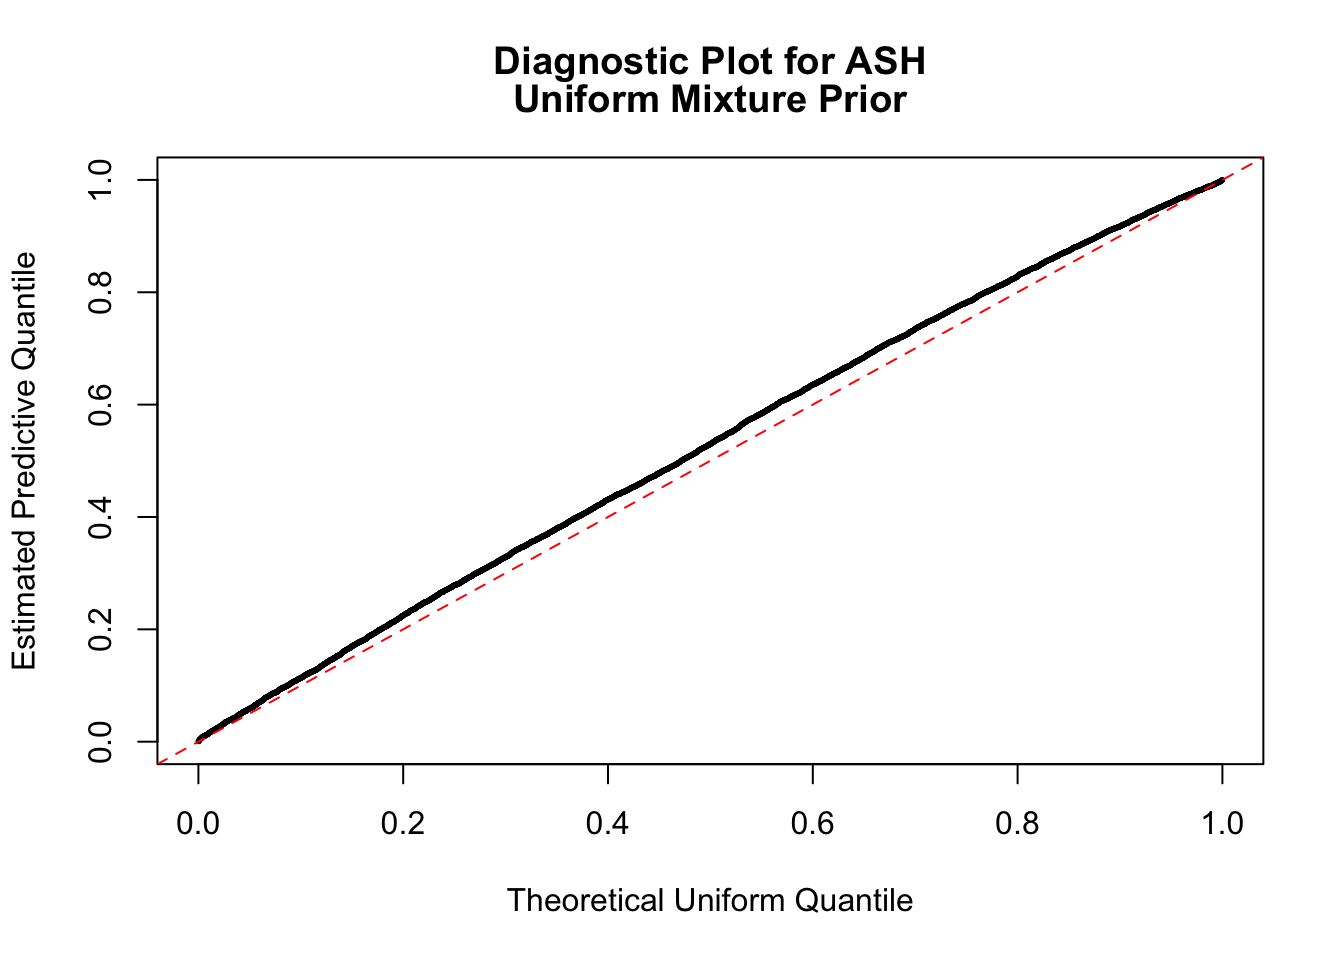 Diagnostic Plot for ASH
Uniform Mixture Prior
Estimated Predictive Quantile
1.0
0.8
0.6
0.4
0.2
0.0
0.0 0.2 0.4 0.6 0.8 1.0
Theoretical Uniform Quantile